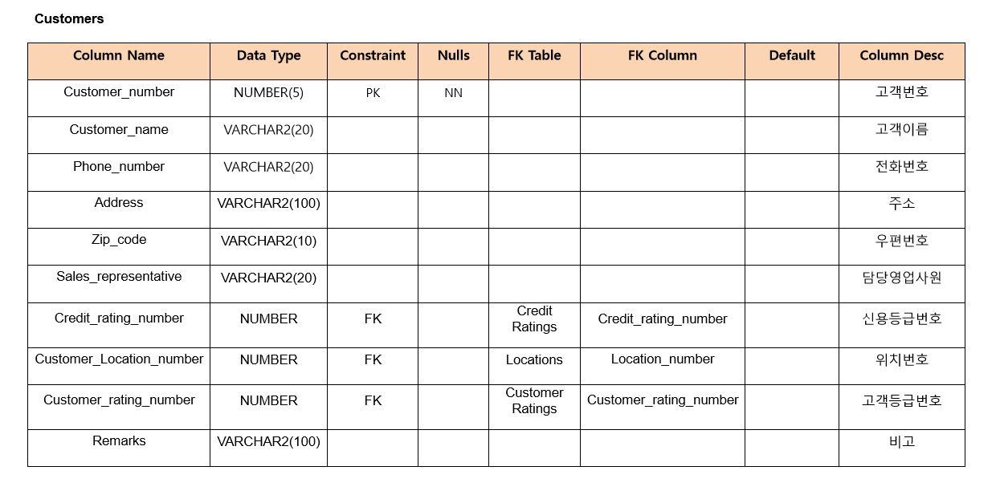 Customers
Column Name Data Type Constraint Nulls FK Table FK Column Default Column Desc
Customer_number NUMBER(5) PK NN 고객번호
Customer_name VARCHAR2(20) 고객이름
Phone_number VARCHAR2(20) 전화번호
Address VARCHAR2(100) 주소
Zip_code VARCHAR2(10) 우편번호
Sales_representative VARCHAR2(20) 담당영업사원
Credit_rating_number NUMBER FK Credit Ratings Credit_rating_number 신용등급번호
Customer_Location_number NUMBER FK Locations Location_number 위치번호
Customer_rating_number NUMBER FK Customer Ratings Customer_rating_number 고객등급번호
Remarks VARCHAR2(100) 비고